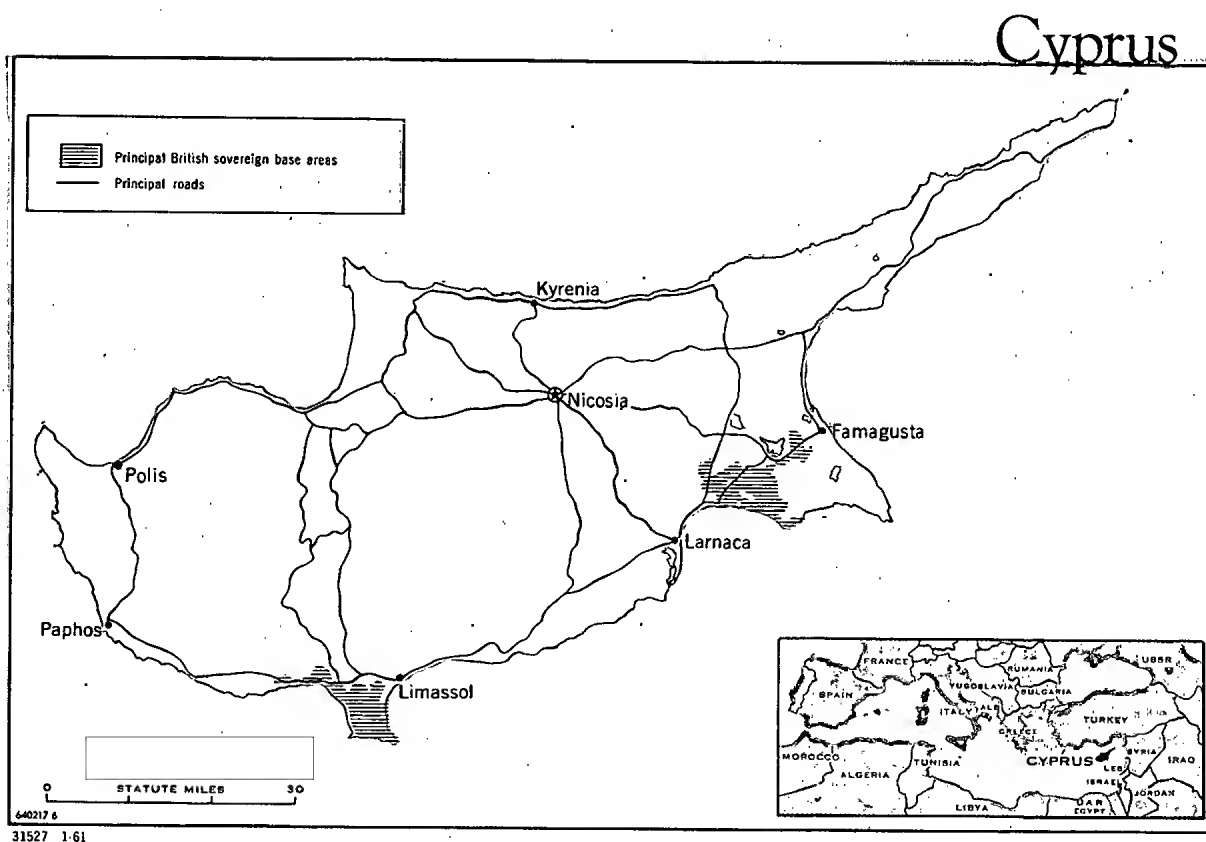 Cyprus
Principal British sovereign base areas
Principal roads
Kyrenia
Nicosia
Famagusta
Polis
Larnaca
Paphos
Limassol
FRANCE
RUMANIA
USSR
SPAIN
YUGOSLAVIA
BULGARIA
ITALY
ALB
GREECE
TURKEY
MOROCCO
ALGERIA
TUNISIA
CYPRUS
SYRIA
LEB
IRAQ
ISRAEL
JORDAN
LIBYA
UAR
EGYPT
0 STATUTE MILES 30
640217 6
31527 1-61